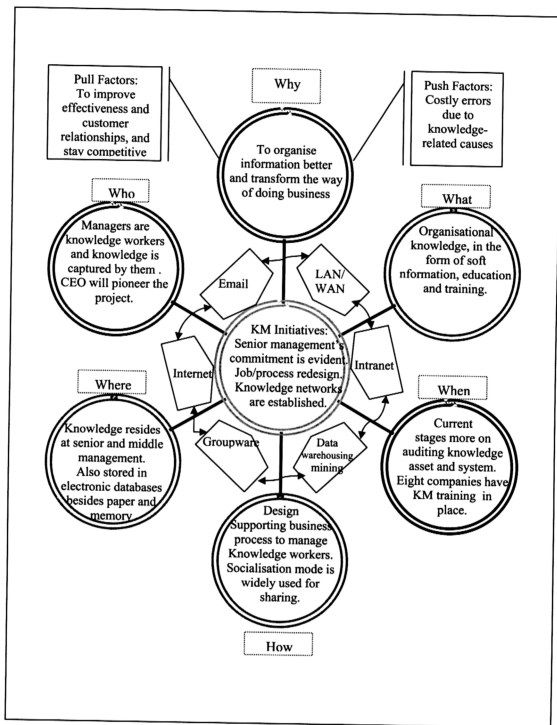 Pull Factors:
To improve
effectiveness and
customer
relationships, and
stay competitive
Why
Push Factors:
Costly errors
due to
knowledge-
related causes
To organise
information better
and transform the way
of doing business
Who
Managers are
knowledge workers
and knowledge is
captured by them .
CEO will pioneer the
project.
What
Organisational
knowledge, in the
form of soft
nformation, education
and training.
Email
LAN/
WAN
KM Initiatives:
Senior management's
commitment is evident.
Job/process redesign.
Knowledge networks
are established.
Internet
Intranet
Where
Knowledge resides
at senior and middle
management.
Also stored in
electronic databases
besides paper and
memory
Groupware
Data
warehousing
mining
When
Current
stages more on
auditing knowledge
asset and system.
Eight companies have
KM training in
place.
Design
Supporting business
process to manage
Knowledge workers.
Socialisation mode is
widely used for
sharing.
How